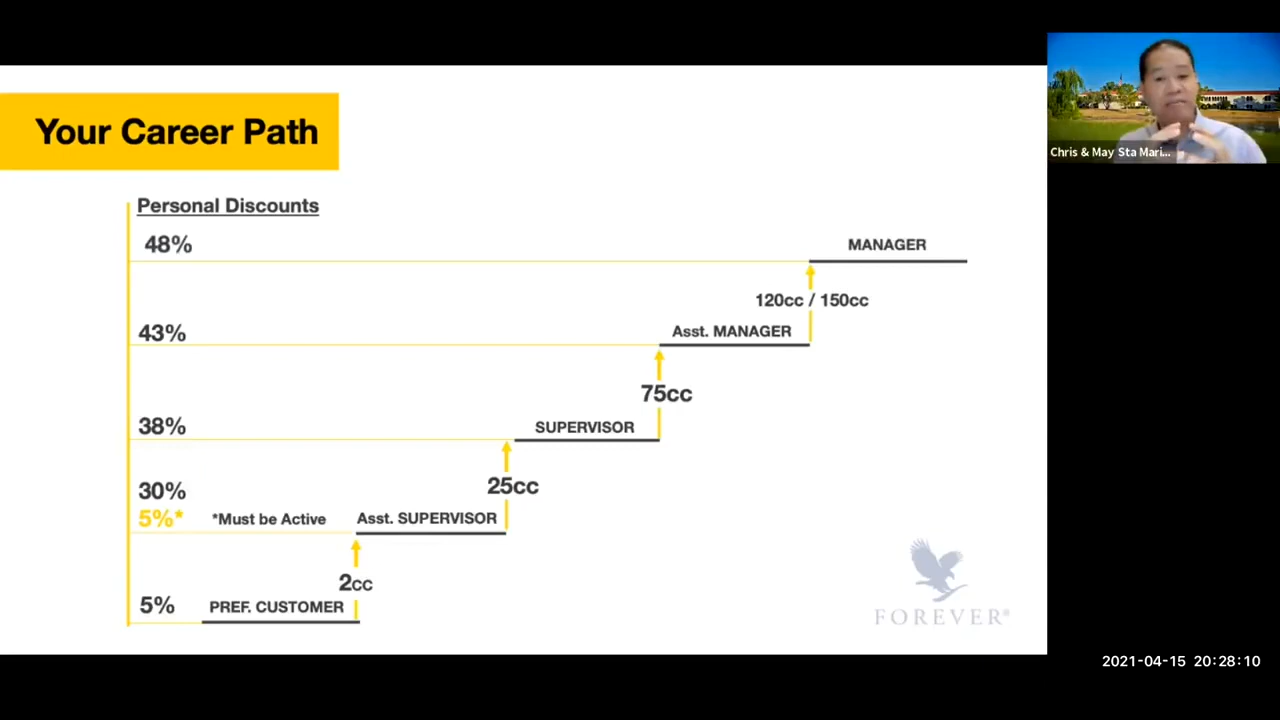 Your Career Path
Personal Discounts
48%
MANAGER
120cc / 150cc
43%
Asst. MANAGER
75cc
38%
SUPERVISOR
25cc
30%
5%* *Must be Active Asst. SUPERVISOR
2cc
5% PREF. CUSTOMER
FOREVER®
Chris & May Sta Mari...
2021-04-15 20:28:10